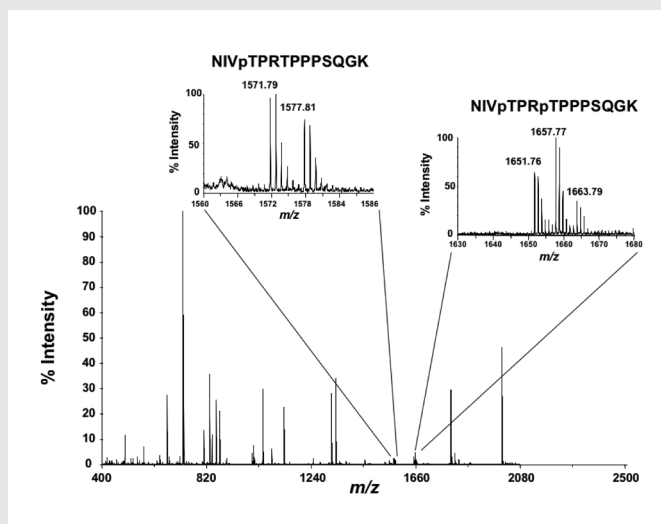 NIVpTPRTPPPSQGK
1571.79
1577.81
100
50
0
% Intensity
1560 1566 1572 1578 1584 1586
m/z
NIVpTPRpTPPPSQGK
1657.77
1651.76
1663.79
100
50
0
% Intensity
1630 1640 1650 1660 1670 1680
m/z
100
90
80
70
60
50
40
30
20
10
0
% Intensity
400 820 1240 1660 2080 2500
m/z